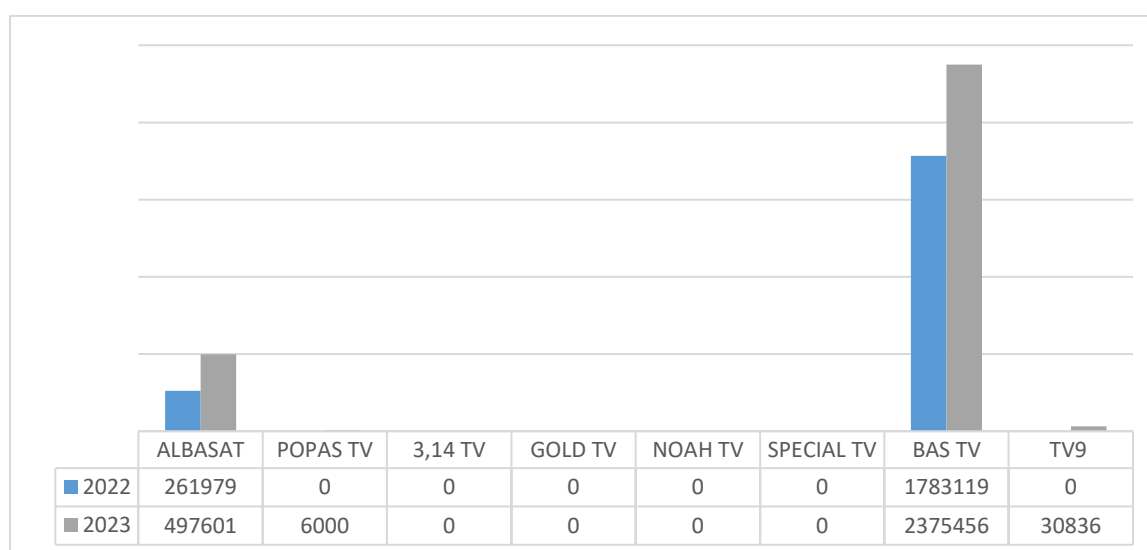 ALBASAT POPAS TV 3,14 TV GOLD TV NOAH TV SPECIAL TV BAS TV TV9
2022 261979 0 0 0 0 0 1783119 0
2023 497601 6000 0 0 0 0 2375456 30836